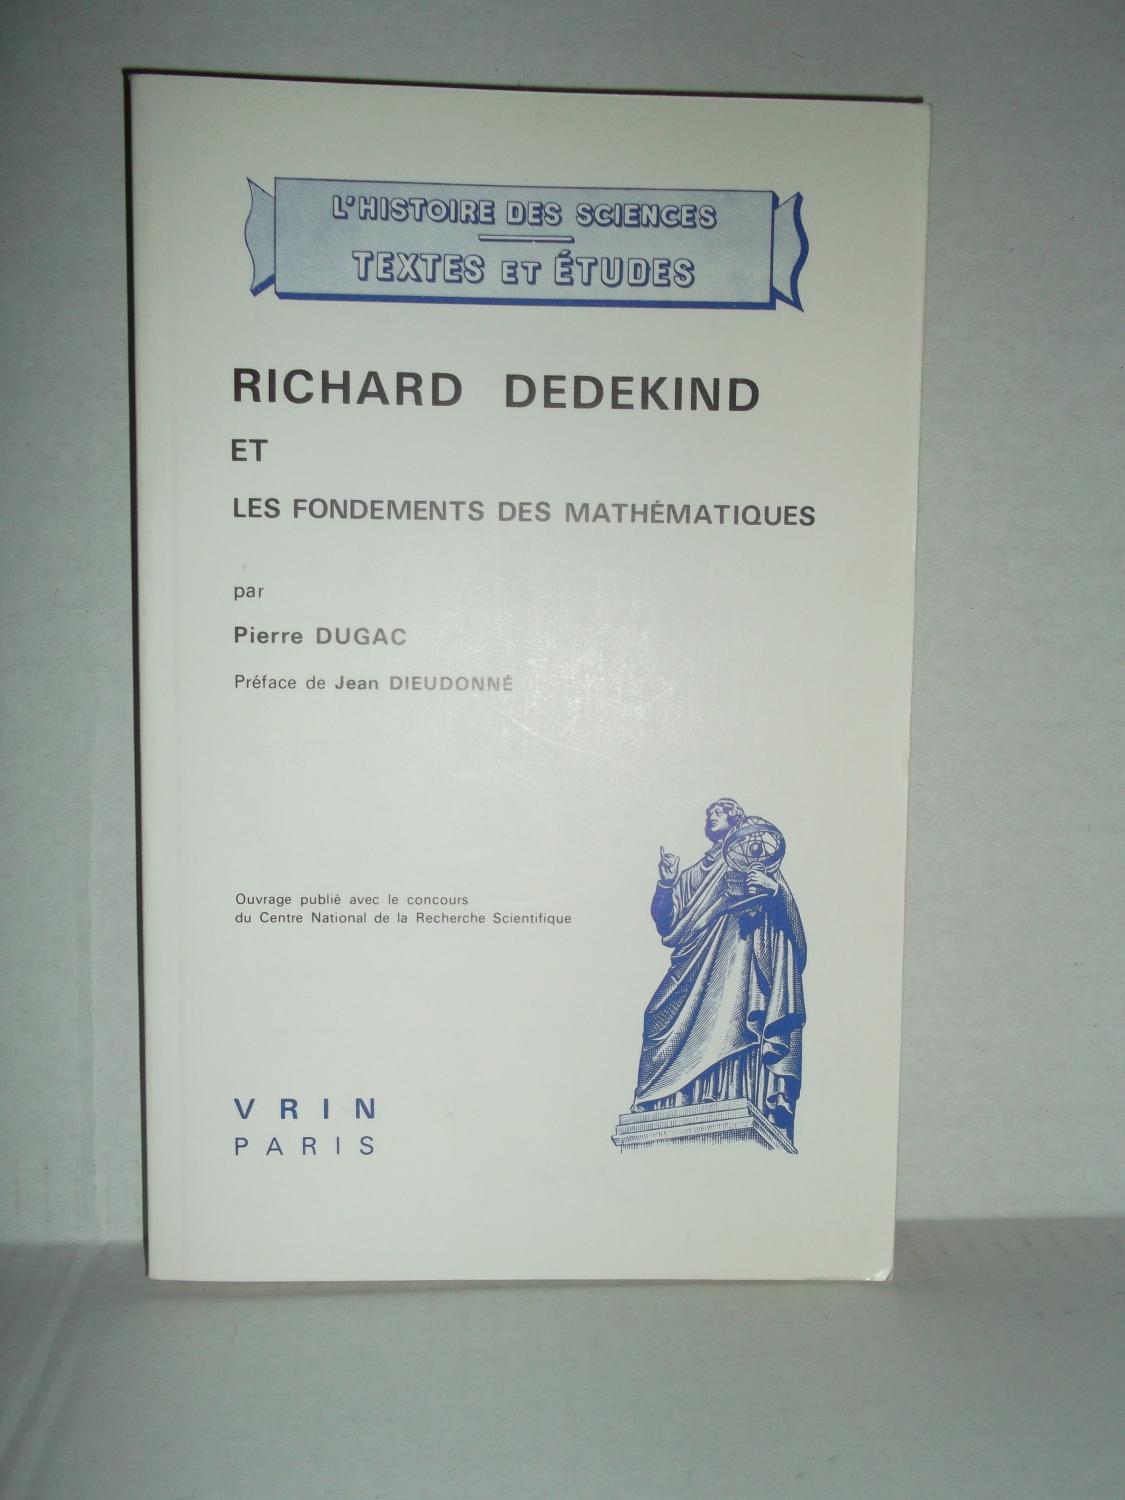 L'HISTOIRE DES SCIENCES
TEXTES ET ÉTUDES
RICHARD DEDEKIND
ET
LES FONDEMENTS DES MATHÉMATIQUES
par
Pierre DUGAC
Préface de Jean DIEUDONNÉ
Ouvrage publié avec le concours
du Centre National de la Recherche Scientifique
VRIN
PARIS